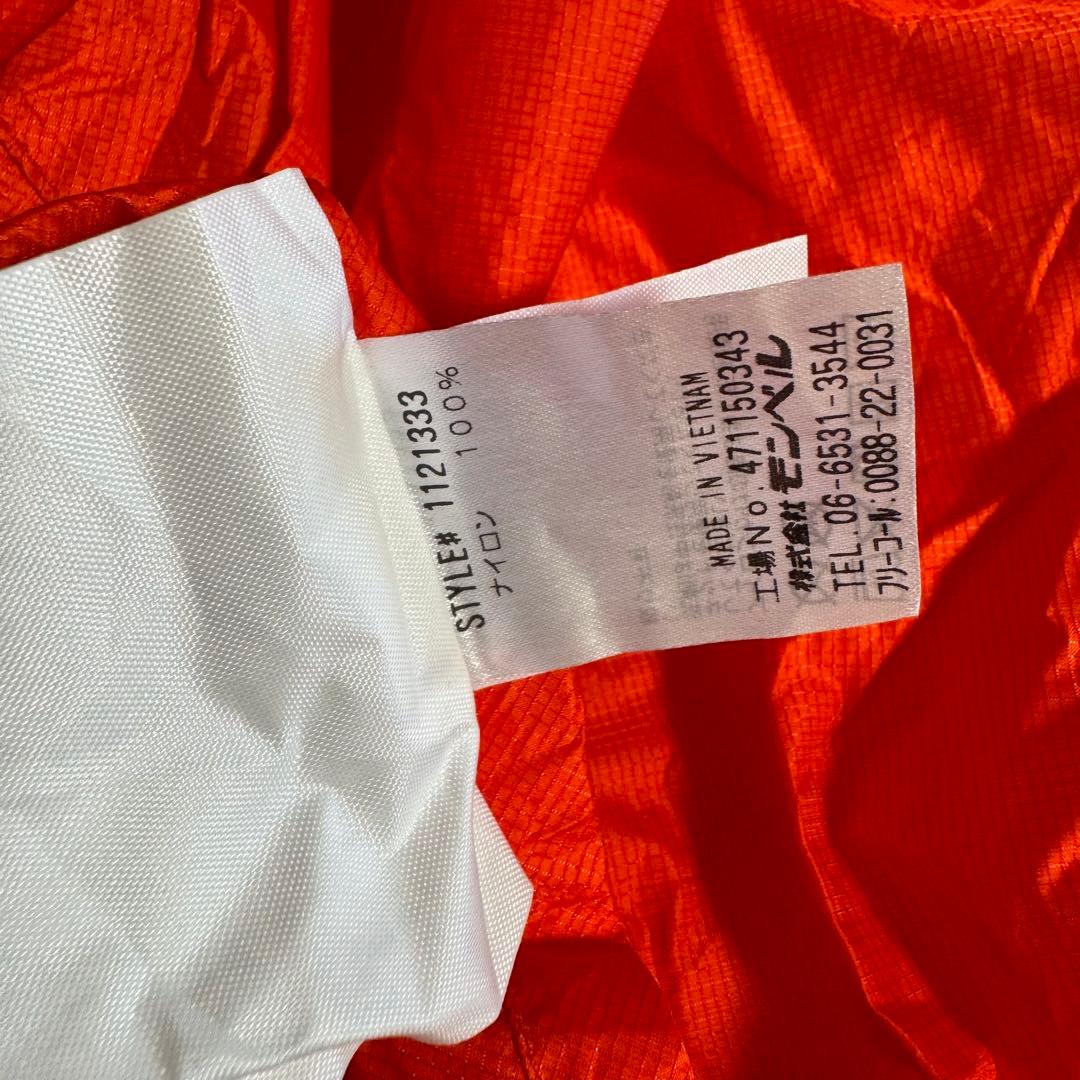 STYLE# 1121333
ナイロン 100%
MADE IN VIETNAM
工場No. 471150343
株式会社モンベル
TEL.06-6531-3544
フリーコール:0088-22-0031